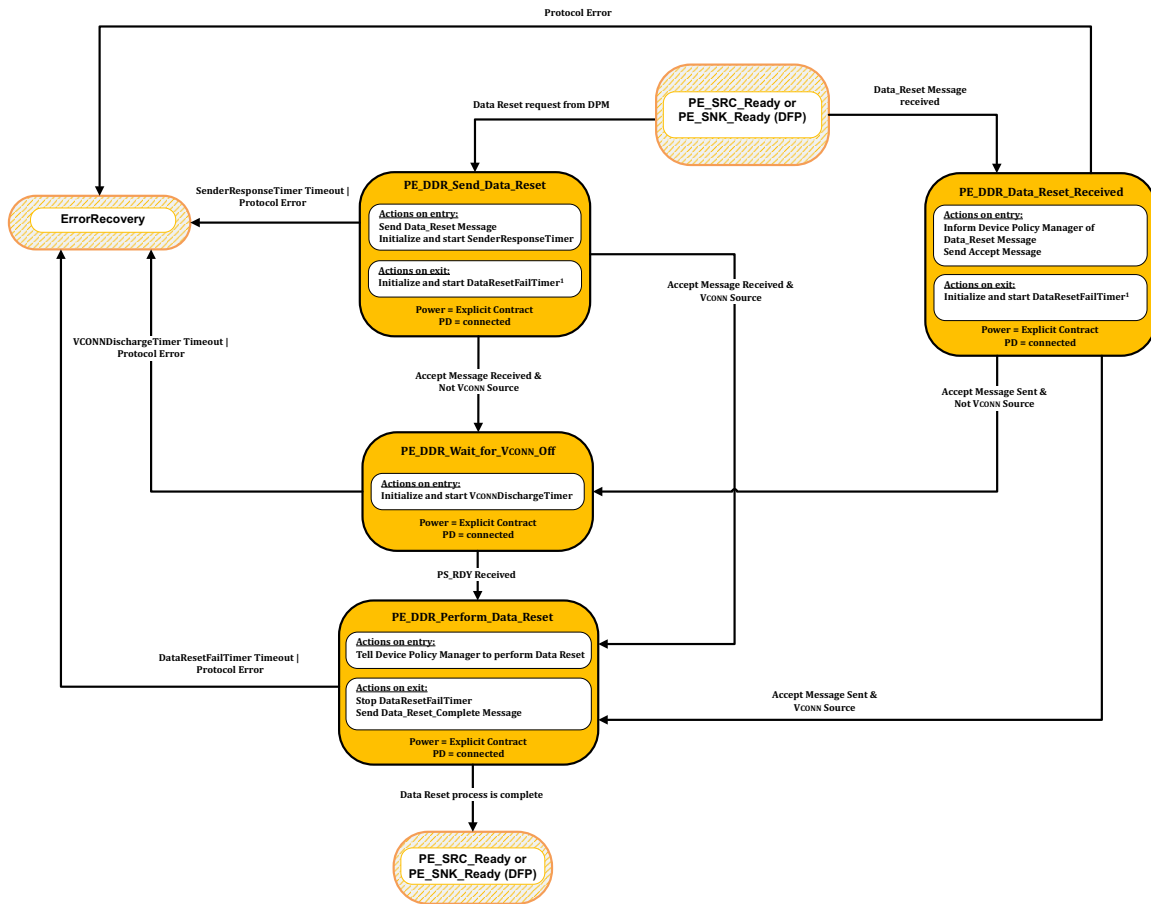 Protocol Error
PE_SRC_Ready or
PE_SNK_Ready (DFP)
Data Reset request from DPM
Data_Reset Message
received
PE_DDR_Send_Data_Reset
Actions on entry:
Send Data_Reset Message
Initialize and start SenderResponseTimer
Actions on exit:
Initialize and start DataResetFailTimer¹
Power = Explicit Contract
PD = connected
SenderResponseTimer Timeout |
Protocol Error
ErrorRecovery
PE_DDR_Data_Reset_Received
Actions on entry:
Inform Device Policy Manager of
Data_Reset Message
Send Accept Message
Actions on exit:
Initialize and start DataResetFailTimer¹
Power = Explicit Contract
PD = connected
Accept Message Received &
VCONN Source
VCONNDischargeTimer Timeout |
Protocol Error
Accept Message Received &
Not VCONN Source
Accept Message Sent &
Not VCONN Source
PE_DDR_Wait_for_VCONN_Off
Actions on entry:
Initialize and start VCONNDischargeTimer
Power = Explicit Contract
PD = connected
PS_RDY Received
PE_DDR_Perform_Data_Reset
Actions on entry:
Tell Device Policy Manager to perform Data Reset
Actions on exit:
Stop DataResetFailTimer
Send Data_Reset_Complete Message
Power = Explicit Contract
PD = connected
DataResetFailTimer Timeout |
Protocol Error
Accept Message Sent &
VCONN Source
Data Reset process is complete
PE_SRC_Ready or
PE_SNK_Ready (DFP)